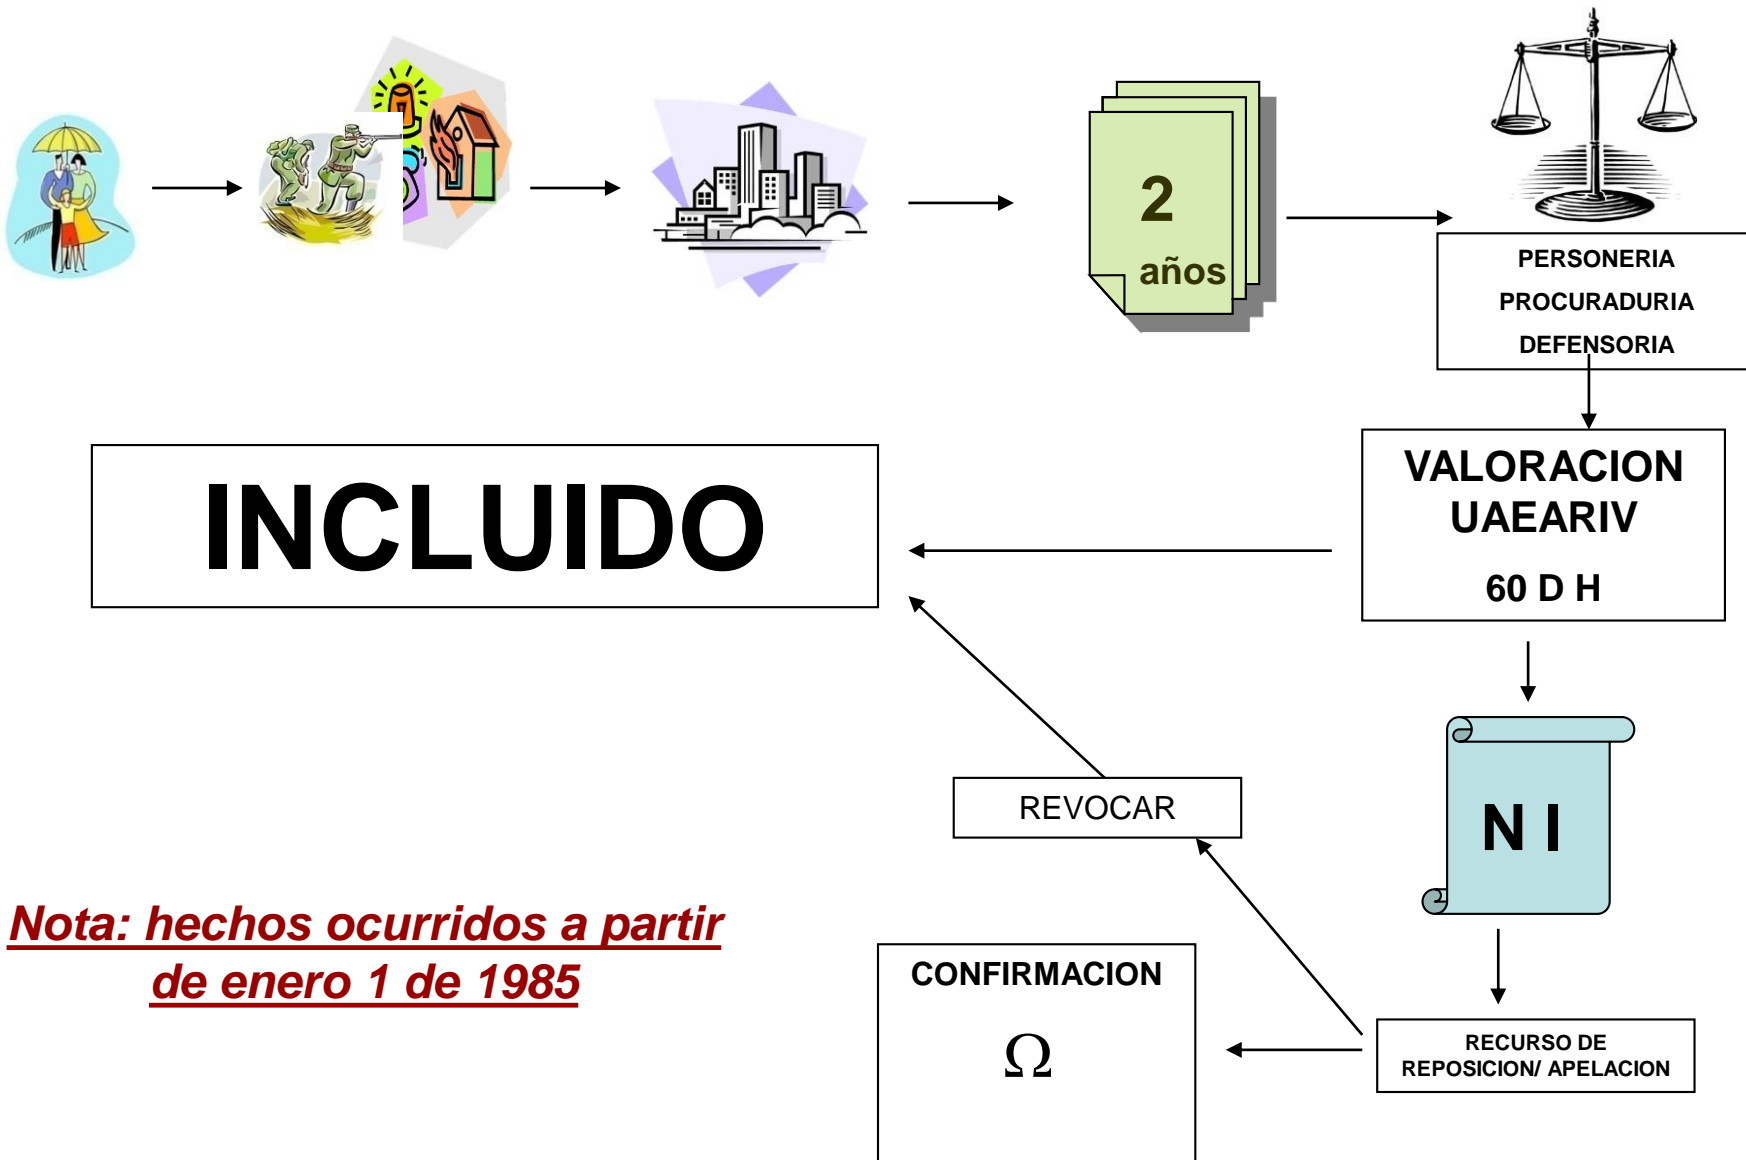 2
años
PERSONERIA
PROCURADURIA
DEFENSORIA
INCLUIDO
VALORACION
UAEARIV
60 D H
REVOCAR
N I
Nota: hechos ocurridos a partir
de enero 1 de 1985
CONFIRMACION
Ω
RECURSO DE
REPOSICION/ APELACION